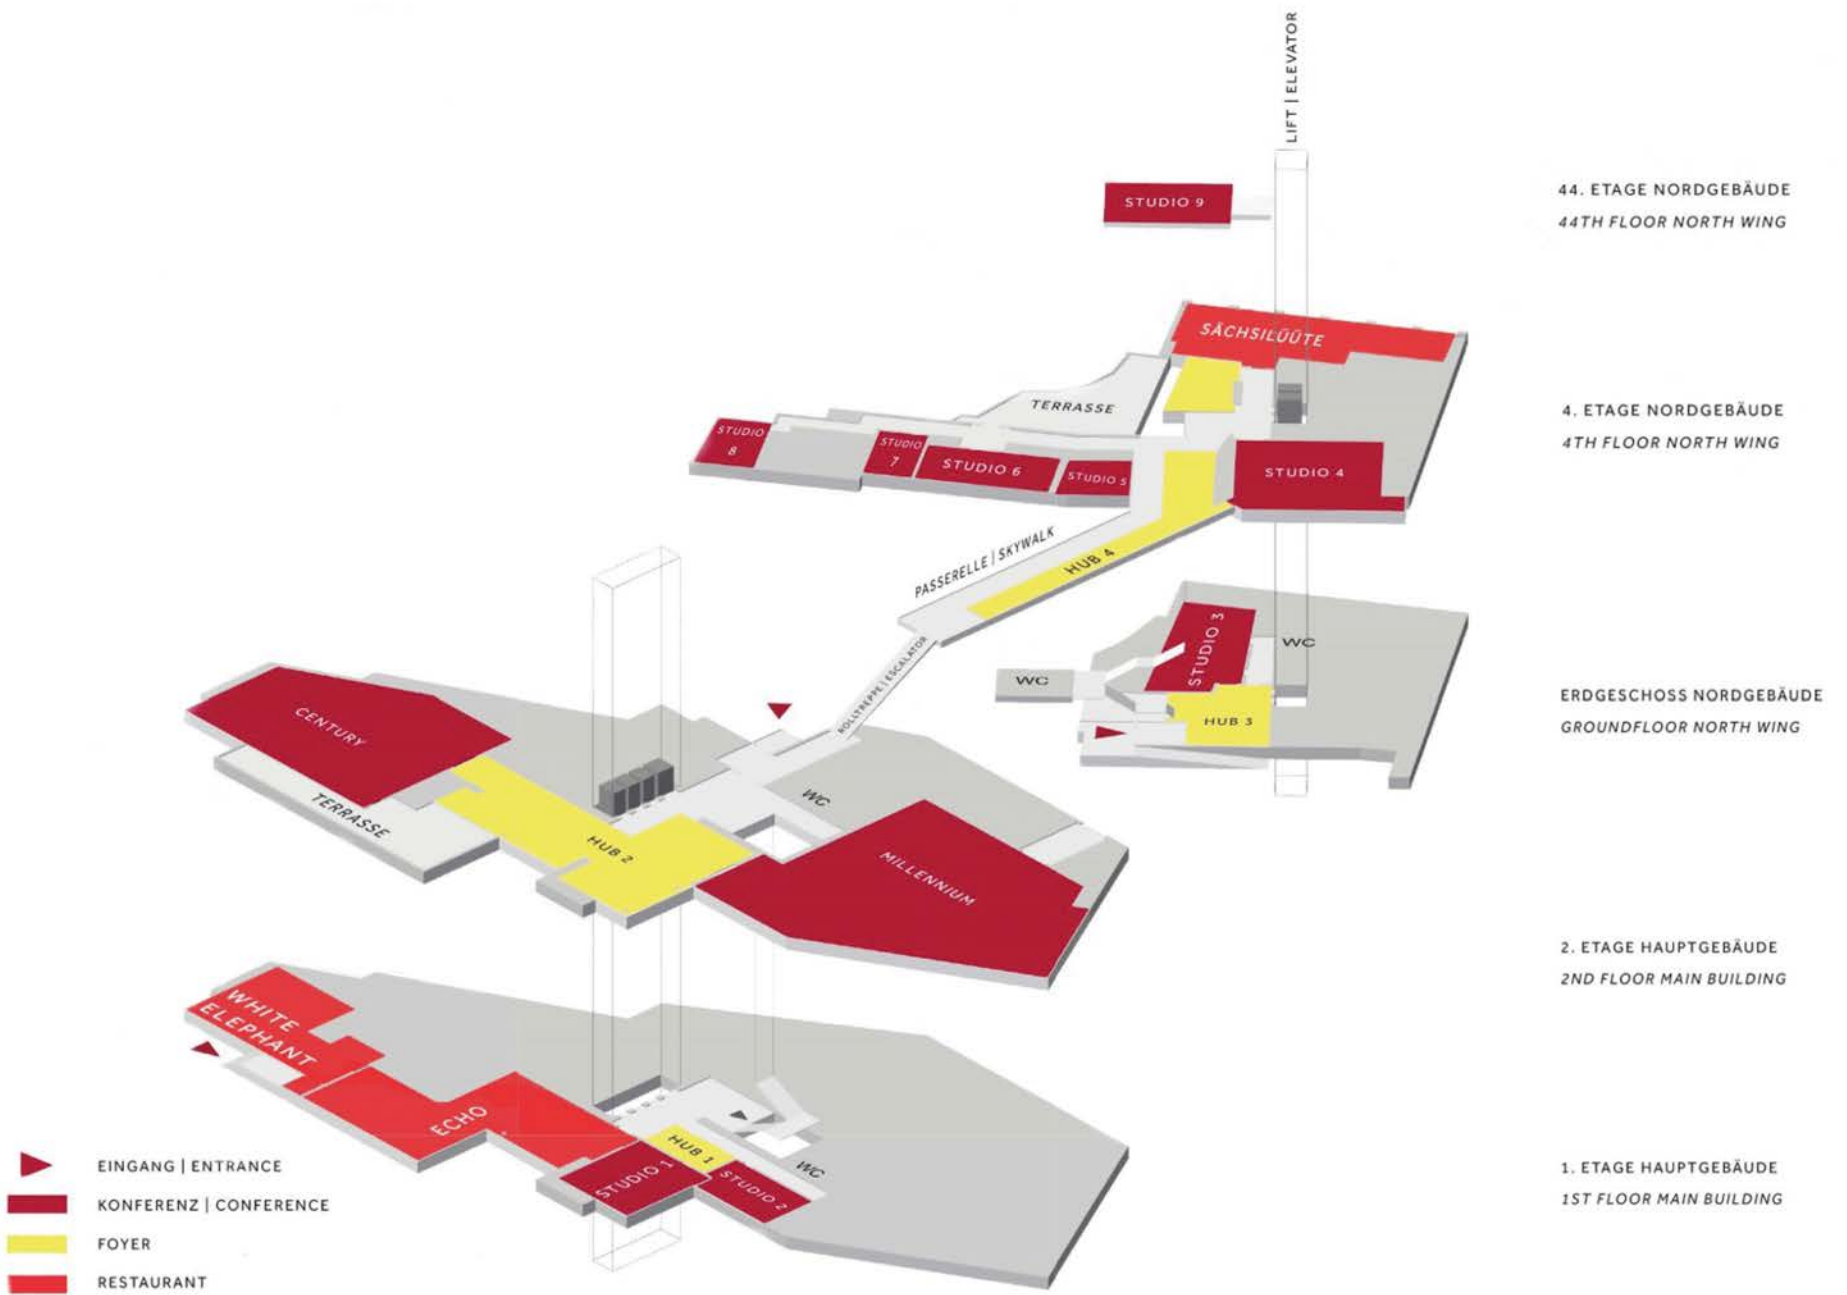 LIFT | ELEVATOR
STUDIO 9
44. ETAGE NORDGEBÄUDE
44TH FLOOR NORTH WING
SÄCHSILÜÜTE
TERRASSE
STUDIO
8
STUDIO
7
STUDIO 6
STUDIO 5
STUDIO 4
4. ETAGE NORDGEBÄUDE
4TH FLOOR NORTH WING
PASSERELLE | SKYWALK
HUB 4
ROLLTREPPE | ESCALATOR
STUDIO 3
WC
WC
HUB 3
ERDGESCHOSS NORDGEBÄUDE
GROUNDFLOOR NORTH WING
CENTURY
TERRASSE
HUB 2
WC
MILLENNIUM
2. ETAGE HAUPTGEBÄUDE
2ND FLOOR MAIN BUILDING
WHITE
ELEPHANT
ECHO
HUB 1
STUDIO 1
STUDIO 2
WC
1. ETAGE HAUPTGEBÄUDE
1ST FLOOR MAIN BUILDING
EINGANG | ENTRANCE
KONFERENZ | CONFERENCE
FOYER
RESTAURANT